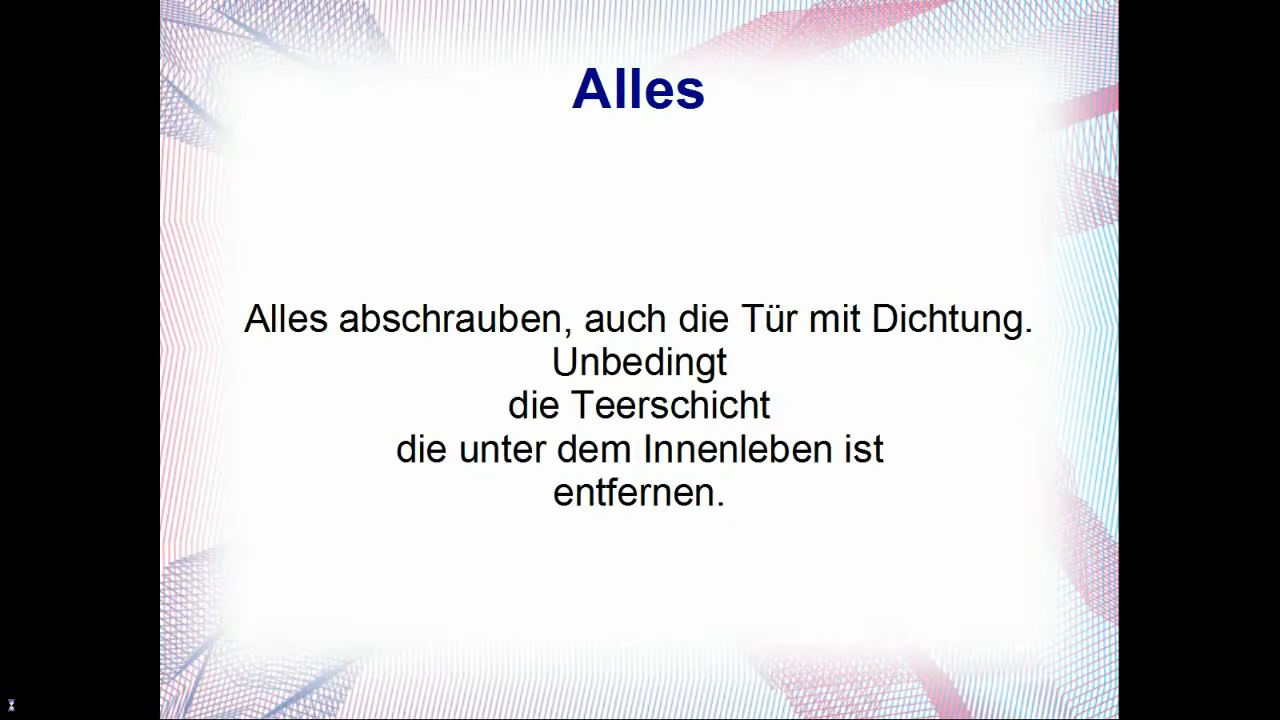 Alles
Alles abschrauben, auch die Tür mit Dichtung.
Unbedingt
die Teerschicht
die unter dem Innenleben ist
entfernen.